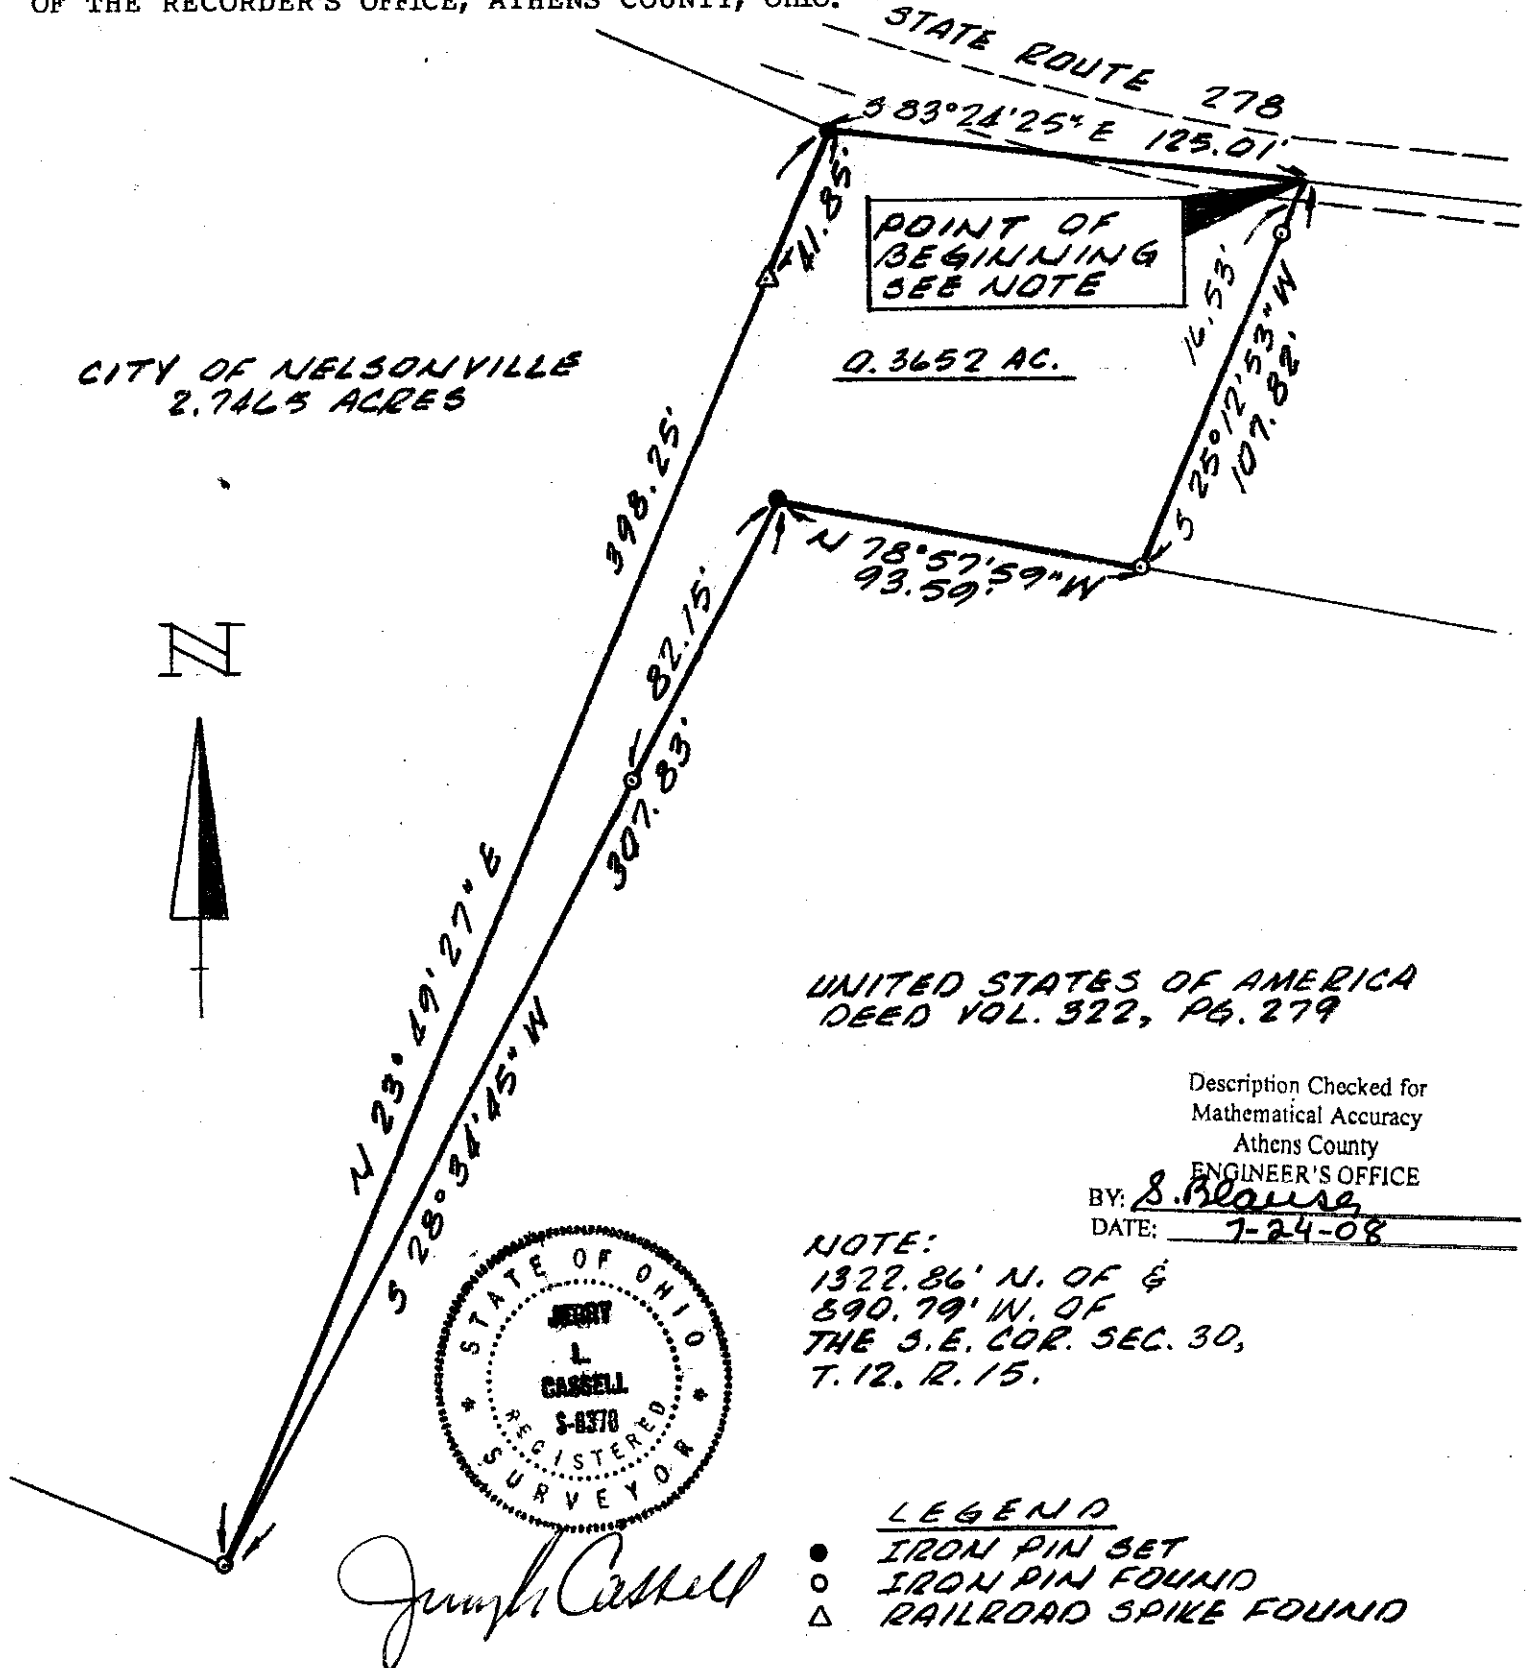 OF THE RECORDER'S OFFICE, ATHENS COUNTY, OHIO.
STATE ROUTE 278
S 83°24'25" E 125.01'
41.85'
POINT OF
BEGINNING
SEE NOTE
16.53'
S 25°12'53" W
107.82'
0.3652 AC.
CITY OF NELSONVILLE
2.7465 ACRES
398.25'
N 78°57'59" W
93.59'
82.15'
N
307.83'
N 23°49'27" E
S 28°34'45" W
UNITED STATES OF AMERICA
DEED VOL. 322, PG. 279
Description Checked for
Mathematical Accuracy
Athens County
ENGINEER'S OFFICE
BY: S.
DATE: 7-24-08
NOTE:
1322.86' N. OF &
890.79' W. OF
THE S.E. COR. SEC. 30,
T. 12. R. 15.
STATE OF OHIO
JERRY
L.
CASSELL
S-6378
REGISTERED
* SURVEYOR *
Cassell
LEGEND
● IRON PIN SET
○ IRON PIN FOUND
△ RAILROAD SPIKE FOUND